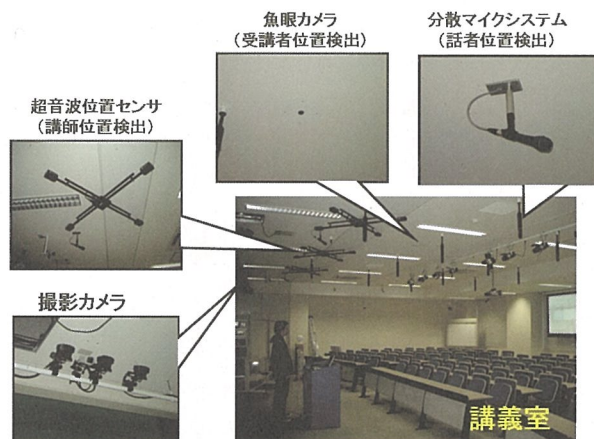 魚眼カメラ
（受講者位置検出）
分散マイクシステム
（話者位置検出）
超音波位置センサ
（講師位置検出）
撮影カメラ
講義室